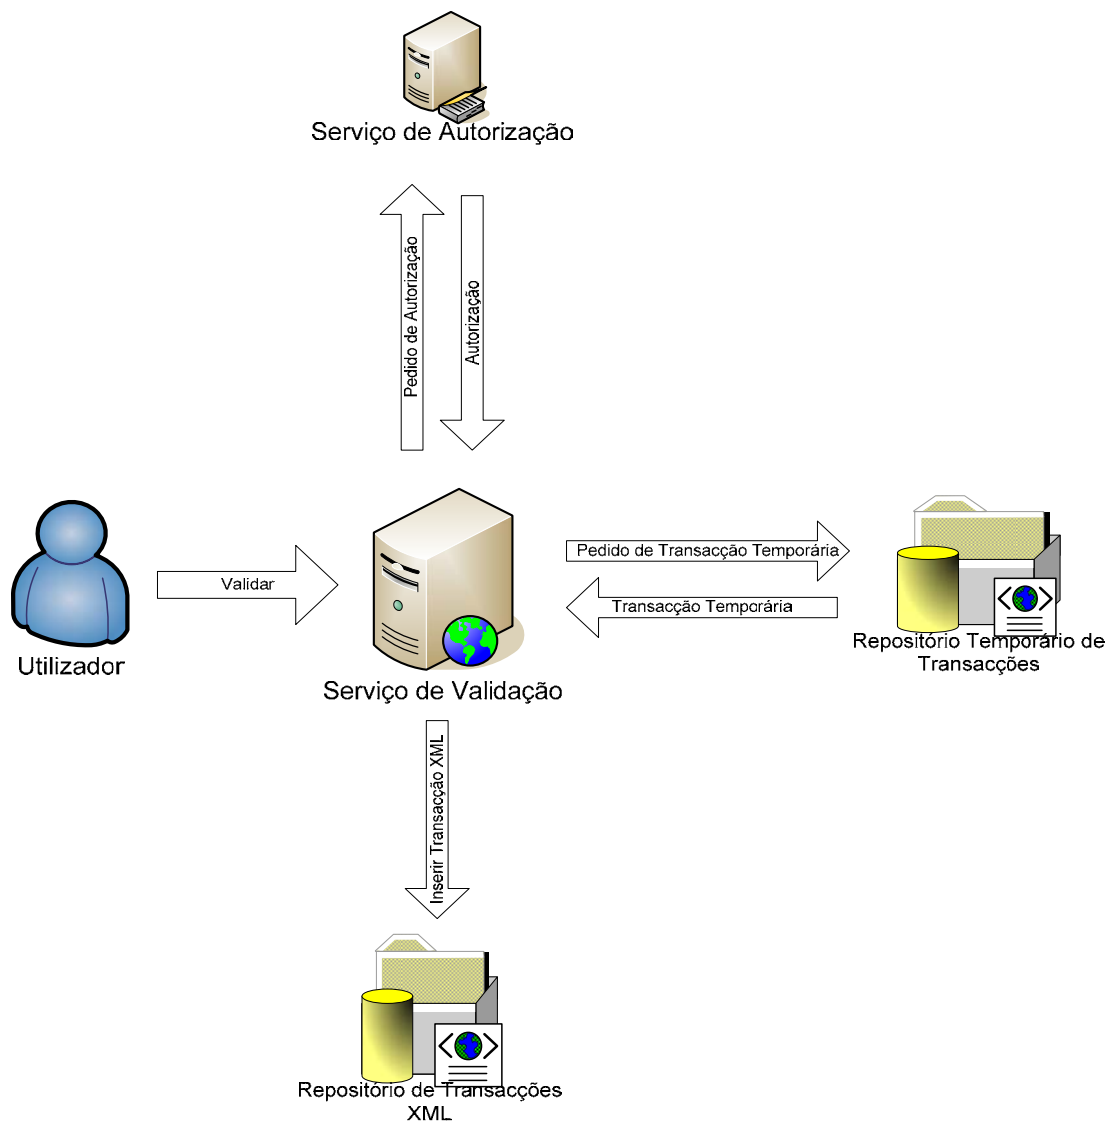 Serviço de Autorização
Pedido de Autorização
Autorização
Validar
Pedido de Transacção Temporária
Transacção Temporária
Utilizador
Serviço de Validação
Repositório Temporário de
Transacções
Inserir Transacção XML
Repositório de Transacções
XML